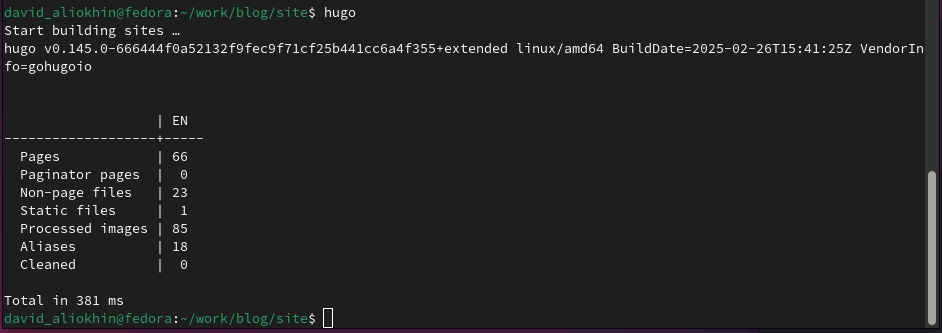 david_aliokhin@fedora:~/work/blog/site$ hugo
Start building sites …
hugo v0.145.0-666444f0a52132f9fec9f71cf25b441cc6a4f355+extended linux/amd64 BuildDate=2025-02-26T15:41:25Z VendorIn
fo=gohugoio
                   | EN
-------------------+-----
  Pages            | 66
  Paginator pages  |  0
  Non-page files   | 23
  Static files     |  1
  Processed images | 85
  Aliases          | 18
  Cleaned          |  0
Total in 381 ms
david_aliokhin@fedora:~/work/blog/site$